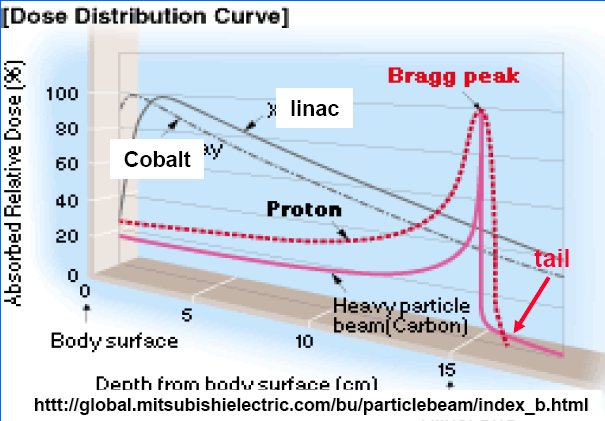 [Dose Distribution Curve]
Absorbed Relative Dose (%)
Bragg peak
100
80
60
40
20
0
X linac
Cobalt ay
Proton
tail
Heavy particle
beam(Carbon)
0
5
10
15
Body surface
Depth from body surface (cm)
httt://global.mitsubishielectric.com/bu/particlebeam/index_b.html